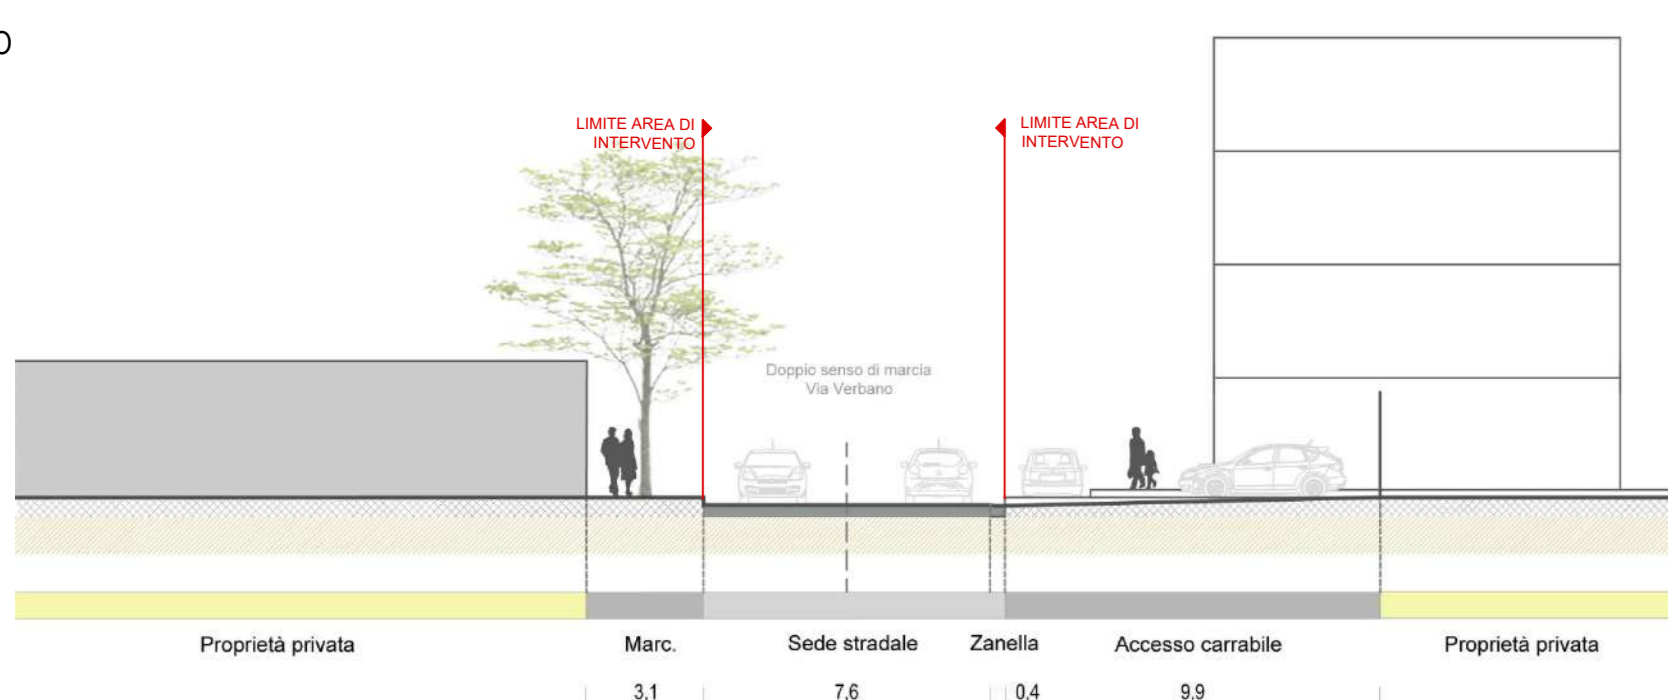 LIMITE AREA DI
INTERVENTO
LIMITE AREA DI
INTERVENTO
Doppio senso di marcia
Via Verbano
Proprietà privata
Marc.
Sede stradale
Zanella
Accesso carrabile
Proprietà privata
3,1
7,6
0,4
9,9